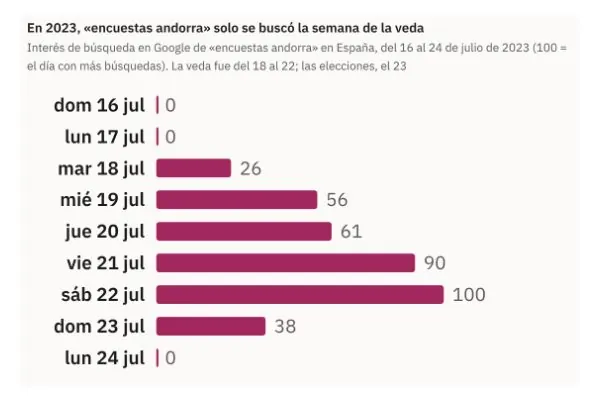 En 2023, «encuestas andorra» solo se buscó la semana de la veda
Interés de búsqueda en Google de «encuestas andorra» en España, del 16 al 24 de julio de 2023 (100 =
el día con más búsquedas). La veda fue del 18 al 22; las elecciones, el 23
dom 16 jul 0
lun 17 jul 0
mar 18 jul 26
mié 19 jul 56
jue 20 jul 61
vie 21 jul 90
sáb 22 jul 100
dom 23 jul 38
lun 24 jul 0